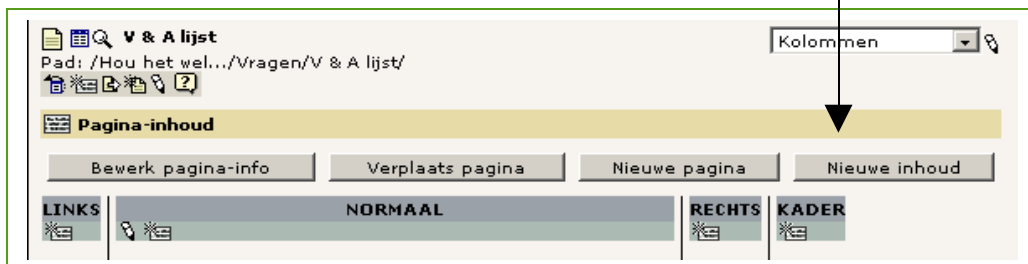 V & A lijst
Kolommen
Pad: /Hou het wel.../Vragen/V & A lijst/
Pagina-inhoud
Bewerk pagina-info Verplaats pagina Nieuwe pagina Nieuwe inhoud
LINKS NORMAAL RECHTS KADER